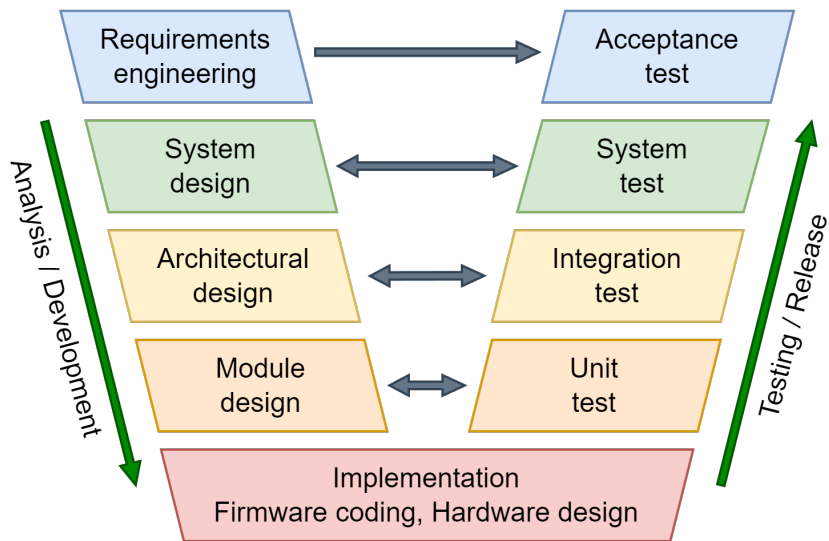 Requirements
engineering
Acceptance
test
System
design
System
test
Architectural
design
Integration
test
Module
design
Unit
test
Implementation
Firmware coding, Hardware design
Analysis / Development
Testing / Release